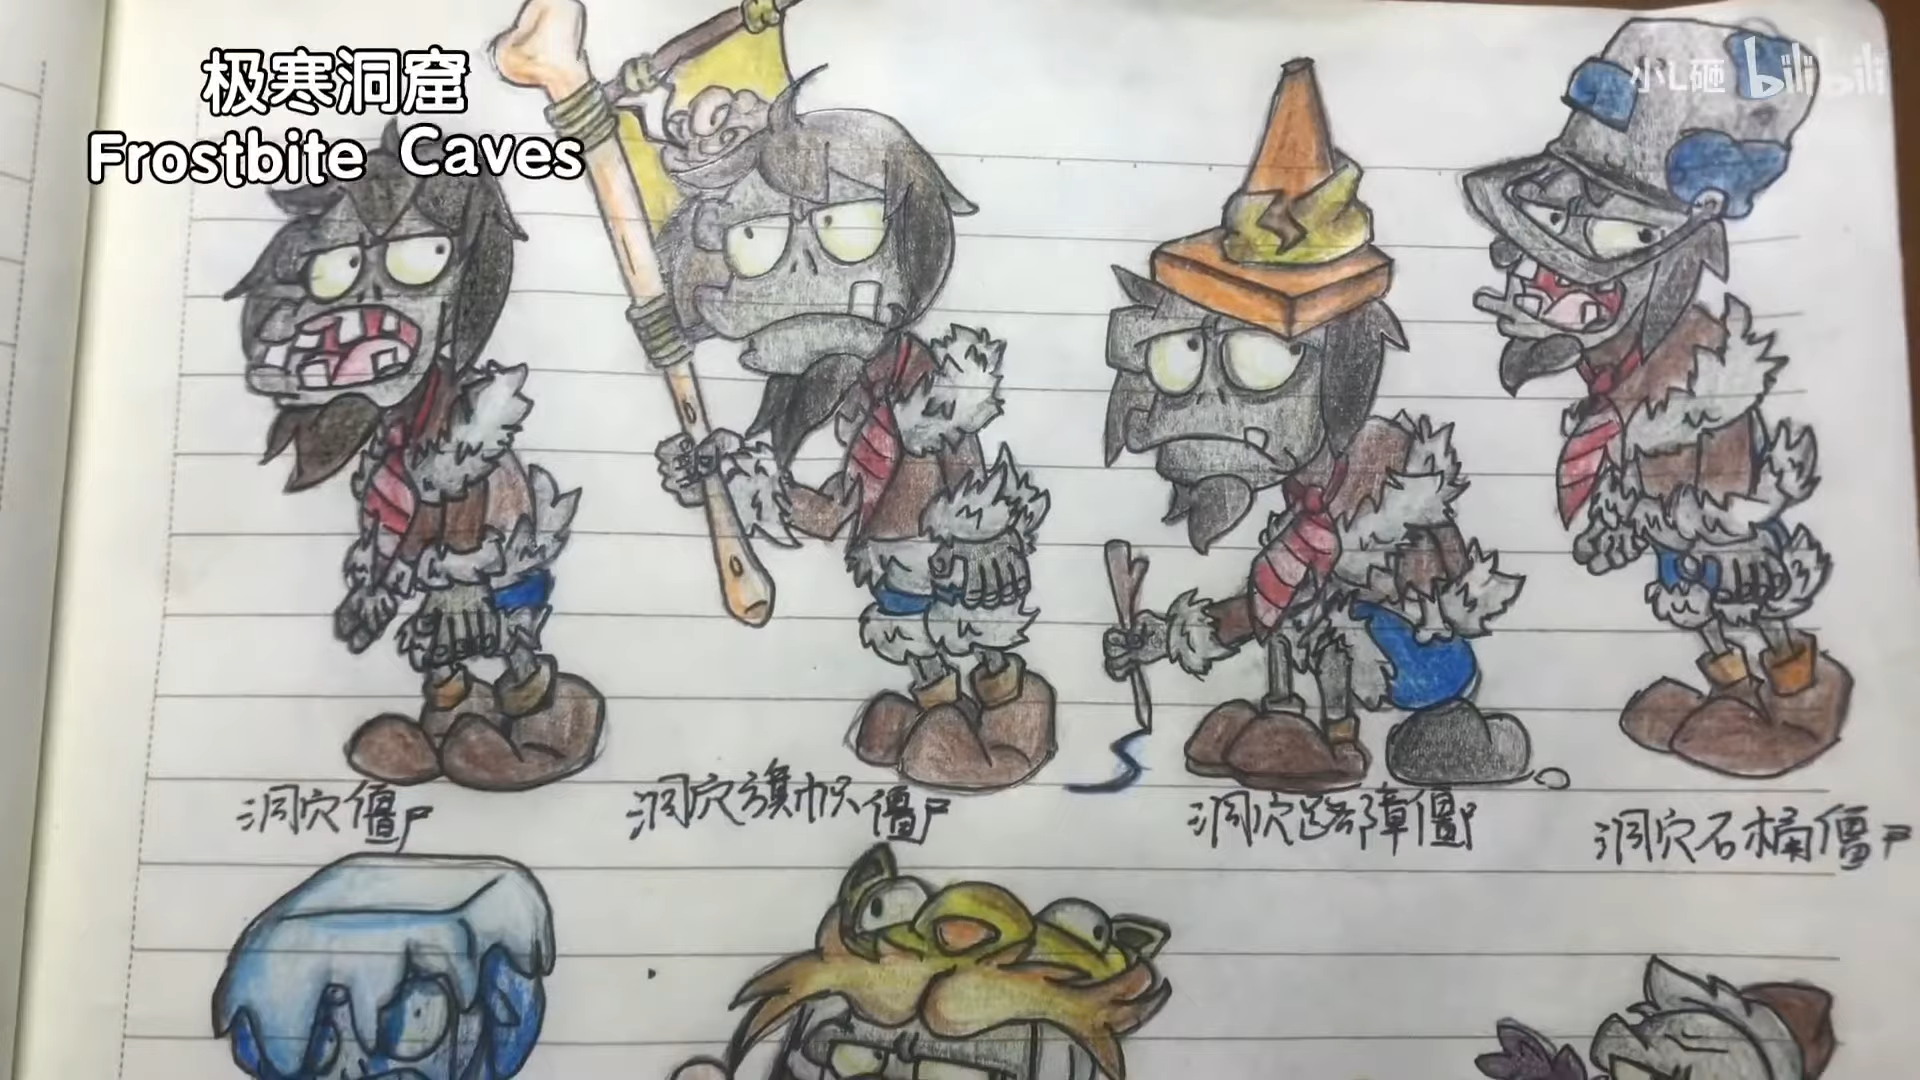 极寒洞窟
Frostbite Caves
小L砸 bilibili
洞穴僵尸
洞穴旗帜僵尸
洞穴路障僵尸
洞穴石桶僵尸